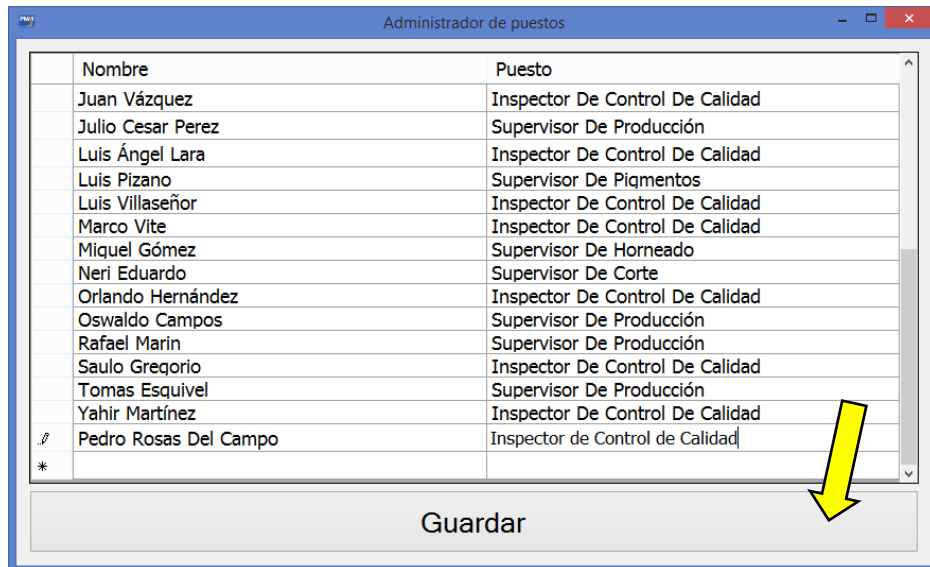 Administrador de puestos
Nombre Puesto
Juan Vázquez Inspector De Control De Calidad
Julio Cesar Perez Supervisor De Producción
Luis Ángel Lara Inspector De Control De Calidad
Luis Pizano Supervisor De Pigmentos
Luis Villaseñor Inspector De Control De Calidad
Marco Vite Inspector De Control De Calidad
Miguel Gómez Supervisor De Horneado
Neri Eduardo Supervisor De Corte
Orlando Hernández Inspector De Control De Calidad
Oswaldo Campos Supervisor De Producción
Rafael Marin Supervisor De Producción
Saulo Gregorio Inspector De Control De Calidad
Tomas Esquivel Supervisor De Producción
Yahir Martínez Inspector De Control De Calidad
Pedro Rosas Del Campo Inspector de Control de Calidad
Guardar